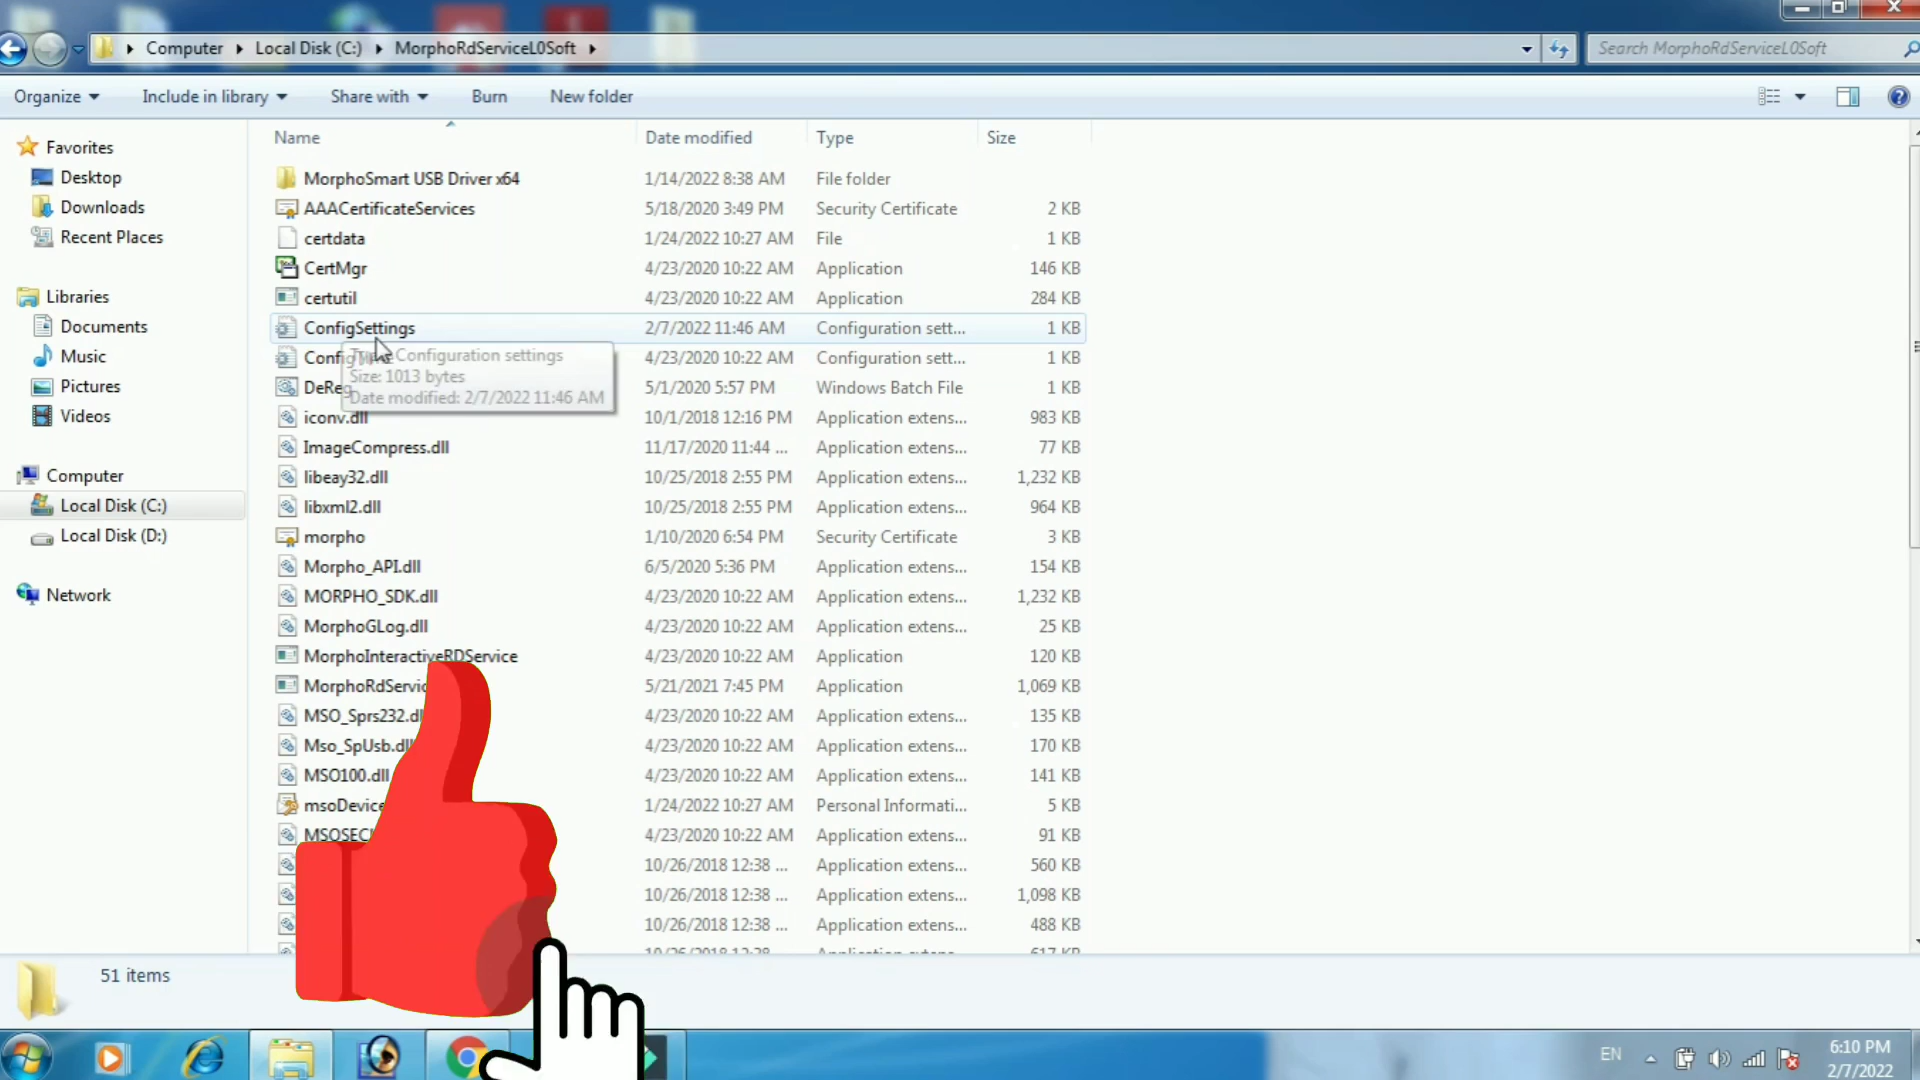 Computer Local Disk (C:) MorphoRdServiceL0Soft
Search MorphoRdServiceL0Soft
Organize Include in library Share with Burn New folder
Favorites
Desktop
Downloads
Recent Places
Libraries
Documents
Music
Pictures
Videos
Computer
Local Disk (C:)
Local Disk (D:)
Network
Name Date modified Type Size
MorphoSmart USB Driver x64 1/14/2022 8:38 AM File folder
AAACertificateServices 5/18/2020 3:49 PM Security Certificate 2 KB
certdata 1/24/2022 10:27 AM File 1 KB
CertMgr 4/23/2020 10:22 AM Application 146 KB
certutil 4/23/2020 10:22 AM Application 284 KB
ConfigSettings 2/7/2022 11:46 AM Configuration sett... 1 KB
4/23/2020 10:22 AM Configuration sett... 1 KB
Configuration settings
Size: 1013 bytes
Date modified: 2/7/2022 11:46 AM
DeReg 5/1/2020 5:57 PM Windows Batch File 1 KB
iconv.dll 10/1/2018 12:16 PM Application extens... 983 KB
ImageCompress.dll 11/17/2020 11:44 ... Application extens... 77 KB
libeay32.dll 10/25/2018 2:55 PM Application extens... 1,232 KB
libxml2.dll 10/25/2018 2:55 PM Application extens... 964 KB
morpho 1/10/2020 6:54 PM Security Certificate 3 KB
Morpho_API.dll 6/5/2020 5:36 PM Application extens... 154 KB
MORPHO_SDK.dll 4/23/2020 10:22 AM Application extens... 1,232 KB
MorphoGLog.dll 4/23/2020 10:22 AM Application extens... 25 KB
MorphoInteractiveRDService 4/23/2020 10:22 AM Application 120 KB
MorphoRdServic 5/21/2021 7:45 PM Application 1,069 KB
MSO_Sprs232.dl 4/23/2020 10:22 AM Application extens... 135 KB
Mso_SpUsb.dll 4/23/2020 10:22 AM Application extens... 170 KB
MSO100.dll 4/23/2020 10:22 AM Application extens... 141 KB
msoDevice 1/24/2022 10:27 AM Personal Informati... 5 KB
MSOSEC 4/23/2020 10:22 AM Application extens... 91 KB
10/26/2018 12:38 ... Application extens... 560 KB
10/26/2018 12:38 ... Application extens... 1,098 KB
10/26/2018 12:38 ... Application extens... 488 KB
51 items
EN
6:10 PM
2/7/2022